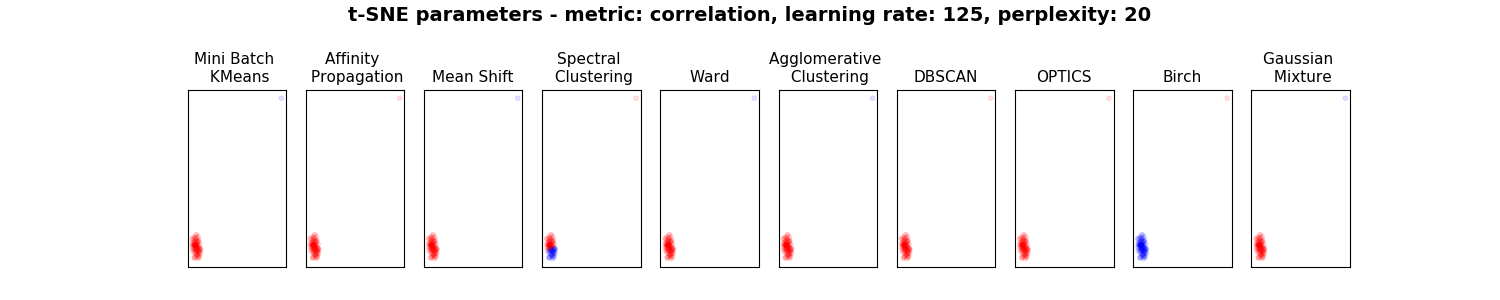 t-SNE parameters - metric: correlation, learning rate: 125, perplexity: 20
Mini Batch
KMeans
Affinity
Propagation
Mean Shift
Spectral
Clustering
Ward
Agglomerative
Clustering
DBSCAN
OPTICS
Birch
Gaussian
Mixture